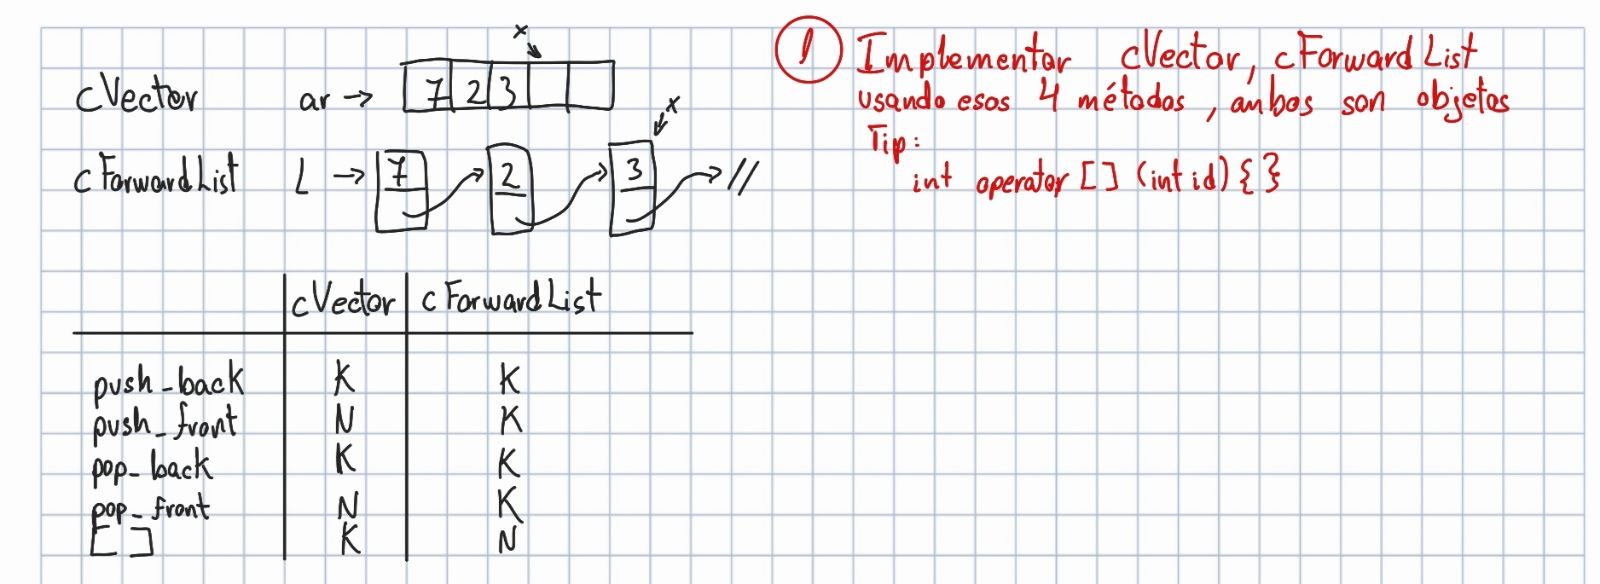 cVector ar → 7 2 3 x
cForwardList L → 7 2 3 x //
cVector cForwardList
push_back K K
push_front N K
pop_back K K
pop_front N K
[ ] K N
1 Implementar cVector, cForwardList
usando esos 4 métodos, ambos son objetos
Tip:
int operator [] (int id) { }